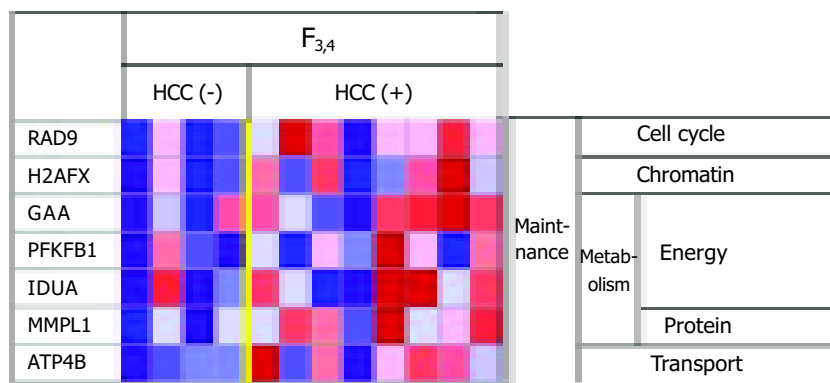 F3,4
HCC (-) HCC (+)
RAD9 Cell cycle
H2AFX Chromatin
GAA
PFKFB1
IDUA
MMPL1
ATP4B
Maint-
nance
Metab-
olism
Energy
Protein
Transport